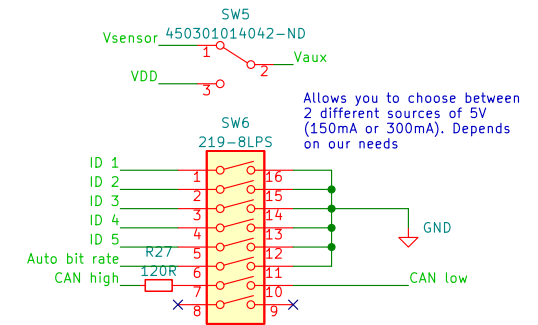 SW5
450301014042-ND
Vsensor
1
Vaux
2
VDD
3
Allows you to choose between
2 different sources of 5V
(150mA or 300mA). Depends
on our needs
SW6
219-8LPS
ID 1
1
16
ID 2
2
15
ID 3
3
14
ID 4
4
13
GND
ID 5
5
12
R27
Auto bit rate
6
11
120R
CAN high
7
10
CAN low
8
9